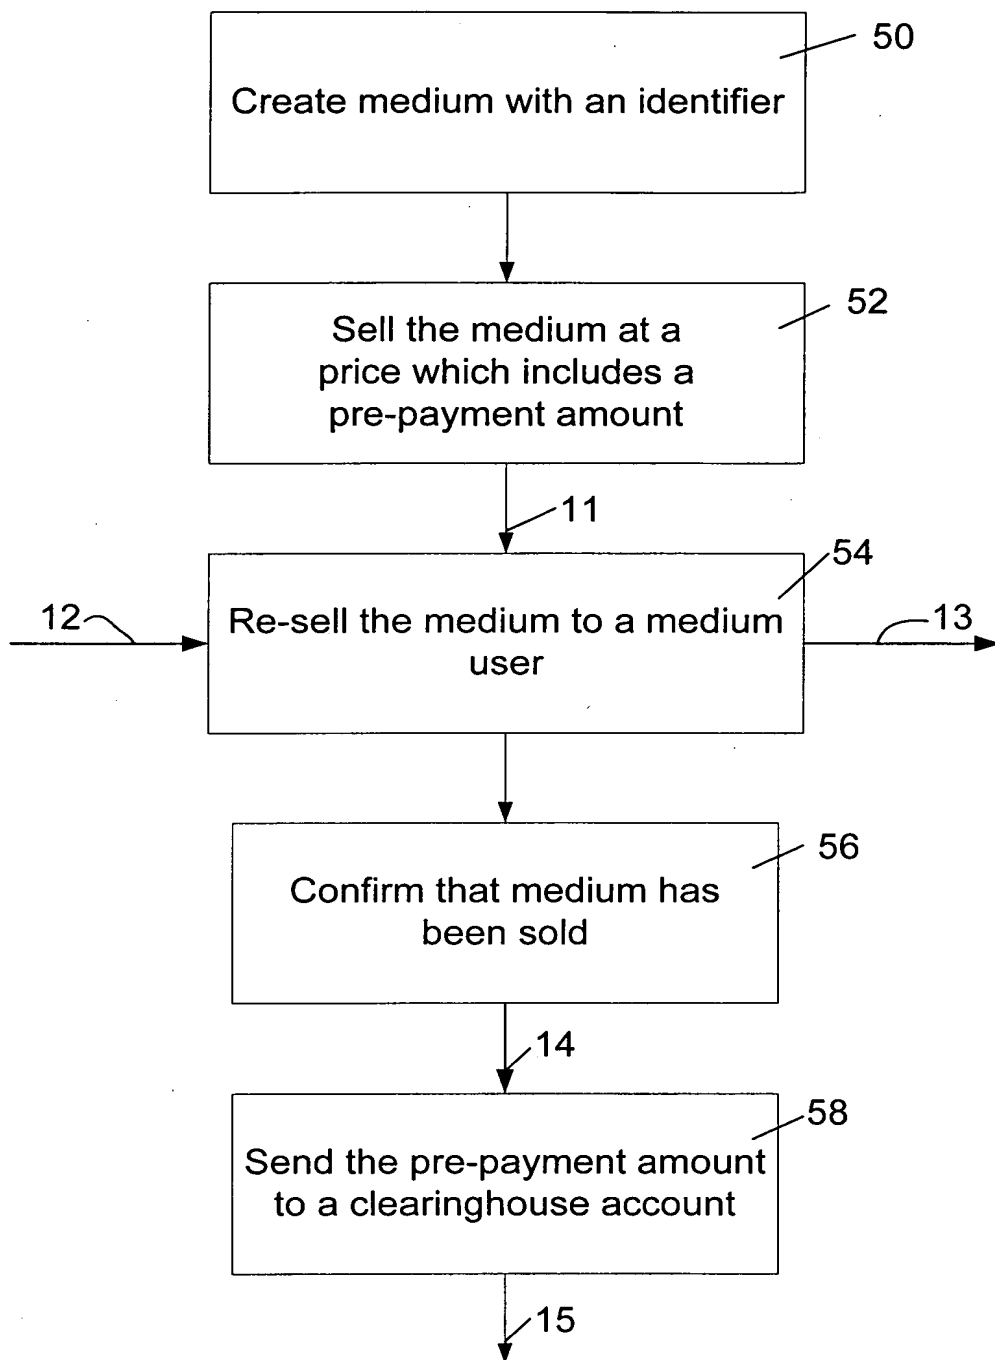 50
Create medium with an identifier
52
Sell the medium at a
price which includes a
pre-payment amount
11
54
12
Re-sell the medium to a medium
user
13
56
Confirm that medium has
been sold
14
58
Send the pre-payment amount
to a clearinghouse account
15